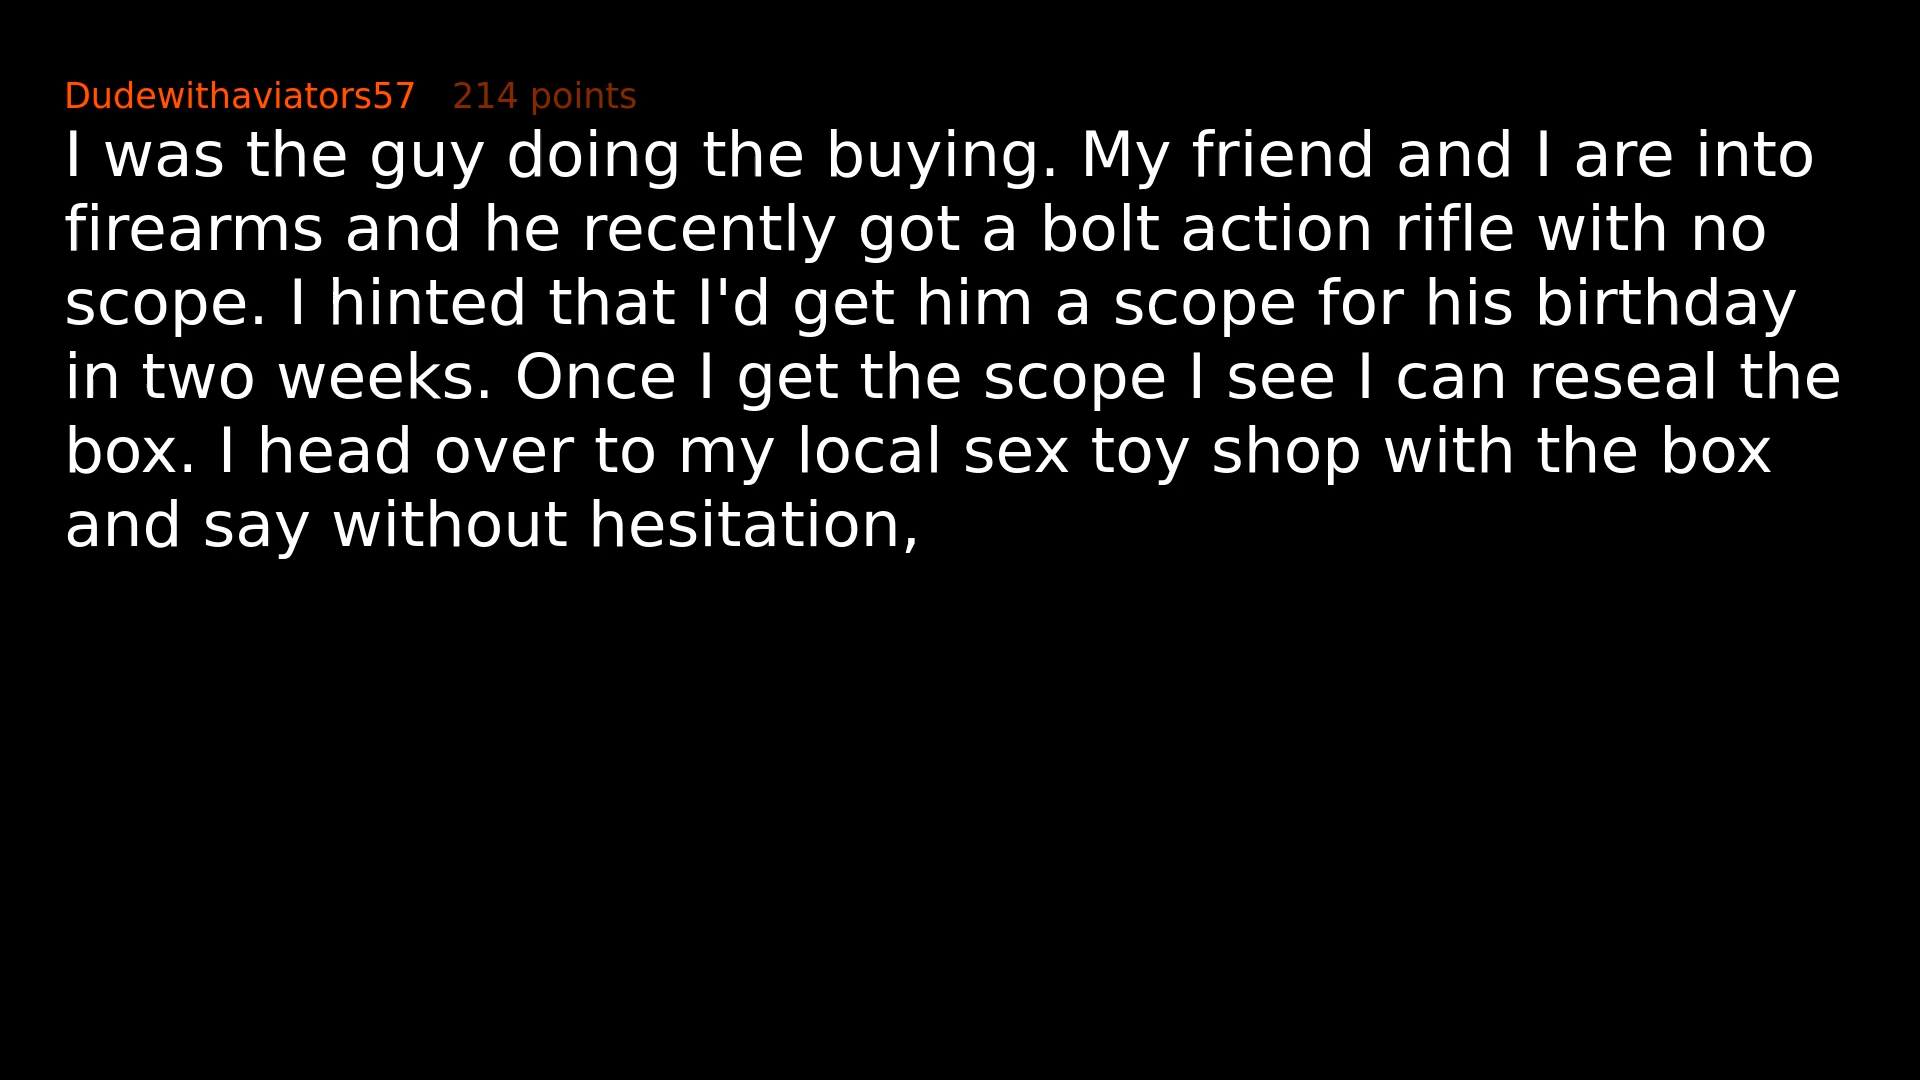 Dudewithaviators57 214 points
I was the guy doing the buying. My friend and I are into
firearms and he recently got a bolt action rifle with no
scope. I hinted that I'd get him a scope for his birthday
in two weeks. Once I get the scope I see I can reseal the
box. I head over to my local sex toy shop with the box
and say without hesitation,